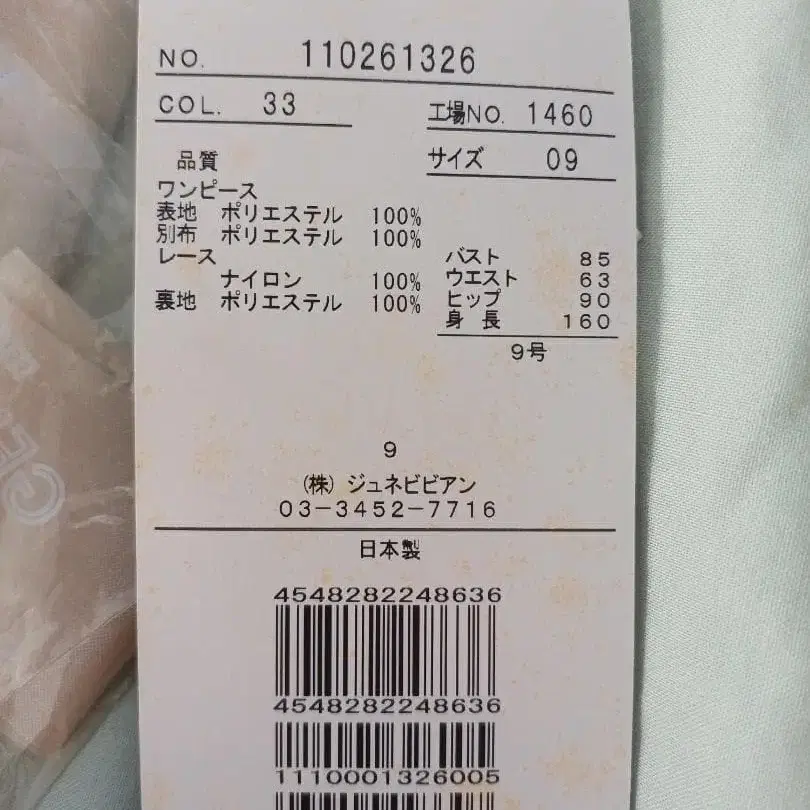 NO. 110261326
COL. 33
工場NO. 1460
品質
サイズ 09
ワンピース
表地 ポリエステル 100%
別布 ポリエステル 100%
レース
ナイロン 100%
裏地 ポリエステル 100%
バスト 85
ウエスト 63
ヒップ 90
身長 160
9号
9
(株) ジュネビビアン
03-3452-7716
日本製
4548282248636
4548282248636
1110001326005